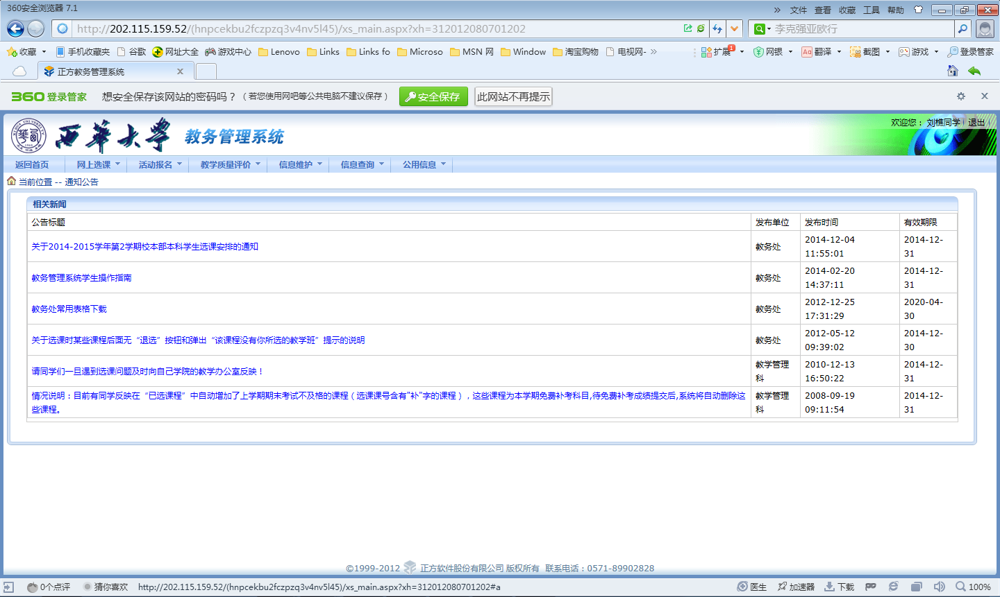 360安全浏览器 7.1
» 文件 查看 收藏 工具 帮助
http://202.115.159.52/(hnpcekbu2fczpzq3v4nv5l45)/xs_main.aspx?xh=312012080701202
李克强亚欧行
收藏 手机收藏夹 谷歌 网址大全 游戏中心 Lenovo Links Links fo Microso MSN 网 Window 淘宝购物 电视网- » 扩展 1 网银 Aa 翻译 截图 游戏 登录管家
正方教务管理系统 x
360 登录管家 想安全保存该网站的密码吗？（若您使用网吧等公共电脑不建议保存） 安全保存 此网站不再提示
西华大学 教务管理系统
欢迎您： 刘樵同学 退出
返回首页 网上选课 活动报名 教学质量评价 信息维护 信息查询 公用信息
当前位置 -- 通知公告
相关新闻
公告标题 发布单位 发布时间 有效期限
关于2014-2015学年第2学期校本部本科学生选课安排的通知 教务处 2014-12-04 11:55:01 2014-12-31
教务管理系统学生操作指南 教务处 2014-02-20 14:37:11 2014-12-31
教务处常用表格下载 教务处 2012-12-25 17:31:29 2020-04-30
关于选课时某些课程后面无“退选”按钮和弹出“该课程没有你所选的教学班”提示的说明 教务处 2012-05-12 09:39:02 2014-12-30
请同学们一旦遇到选课问题及时向自己学院的教学办公室反映！ 教学管理科 2010-12-13 16:50:22 2014-12-31
情况说明：目前有同学反映在“已选课程”中自动增加了上学期期末考试不及格的课程（选课课号含有"补"字的课程），这些课程为本学期免费补考科目,待免费补考成绩提交后,系统将自动删除这
些课程。 教学管理科 2008-09-19 09:11:54 2014-12-31
©1999-2012 正方软件股份有限公司 版权所有 联系电话：0571-89902828
0个点评 猜你喜欢 http://202.115.159.52/(hnpcekbu2fczpzq3v4nv5l45)/xs_main.aspx?xh=312012080701202#a 医生 加速器 下载 100%